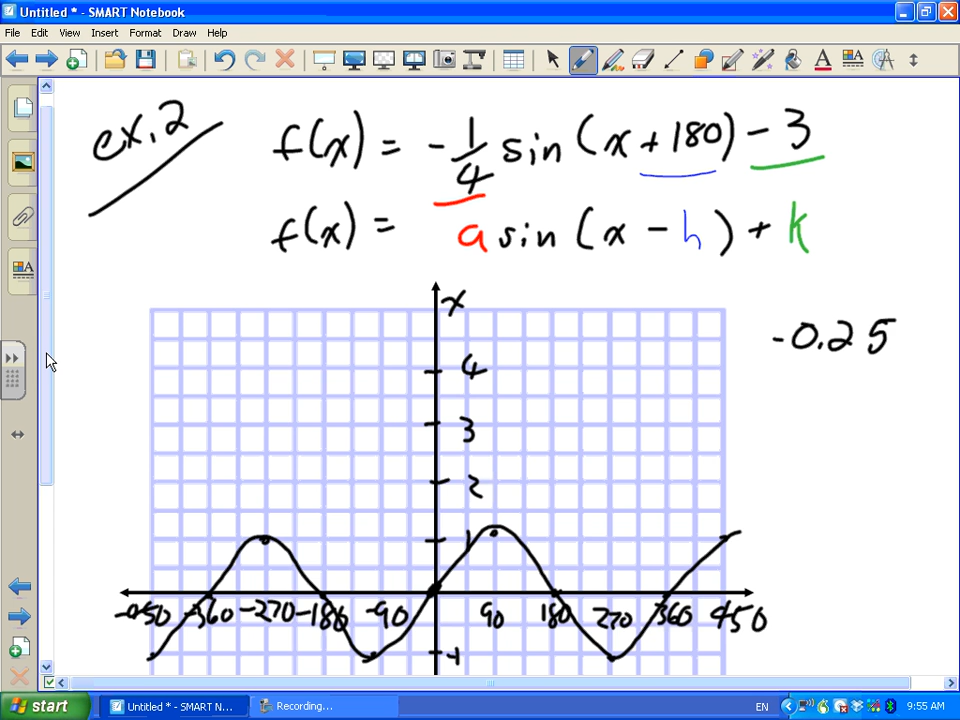 Untitled * - SMART Notebook
File Edit View Insert Format Draw Help
ex. 2
f(x) = - 1/4 sin (x + 180) - 3
f(x) = a sin (x - h) + k
x
-0.25
4
3
2
1
-450 -360 -270 -180 -90 90 180 270 360 450
-1
start Untitled * - SMART N... Recording... EN 9:55 AM